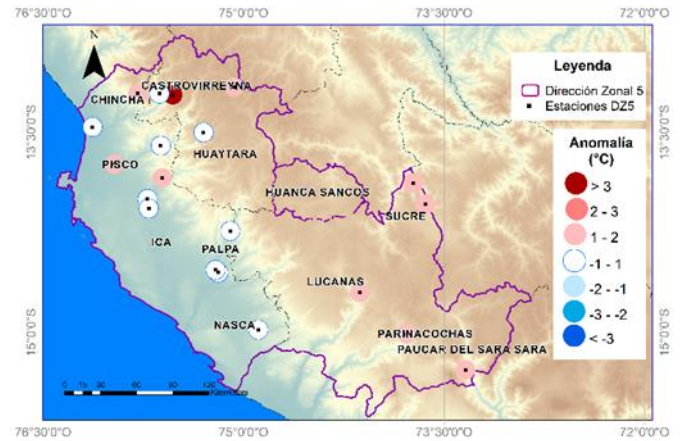 76°30'0"O 75°0'0"O 73°30'0"O 72°0'0"O
13°30'0"S
15°0'0"S
13°30'0"S
15°0'0"S
N
CASTROVIRREYNA
CHINCHA
HUAYTARA
PISCO
HUANCA SANCOS
SUCRE
ICA
PALPA
LUCANAS
NASCA
PARINACOCHAS
PAUCAR DEL SARA SARA
Leyenda
Dirección Zonal 5
Estaciones DZ5
Anomalía
(°C)
> 3
2 - 3
1 - 2
-1 - 1
-2 - -1
-3 - -2
< -3
0 15 30 60 90 120
76°30'0"O 75°0'0"O 73°30'0"O 72°0'0"O